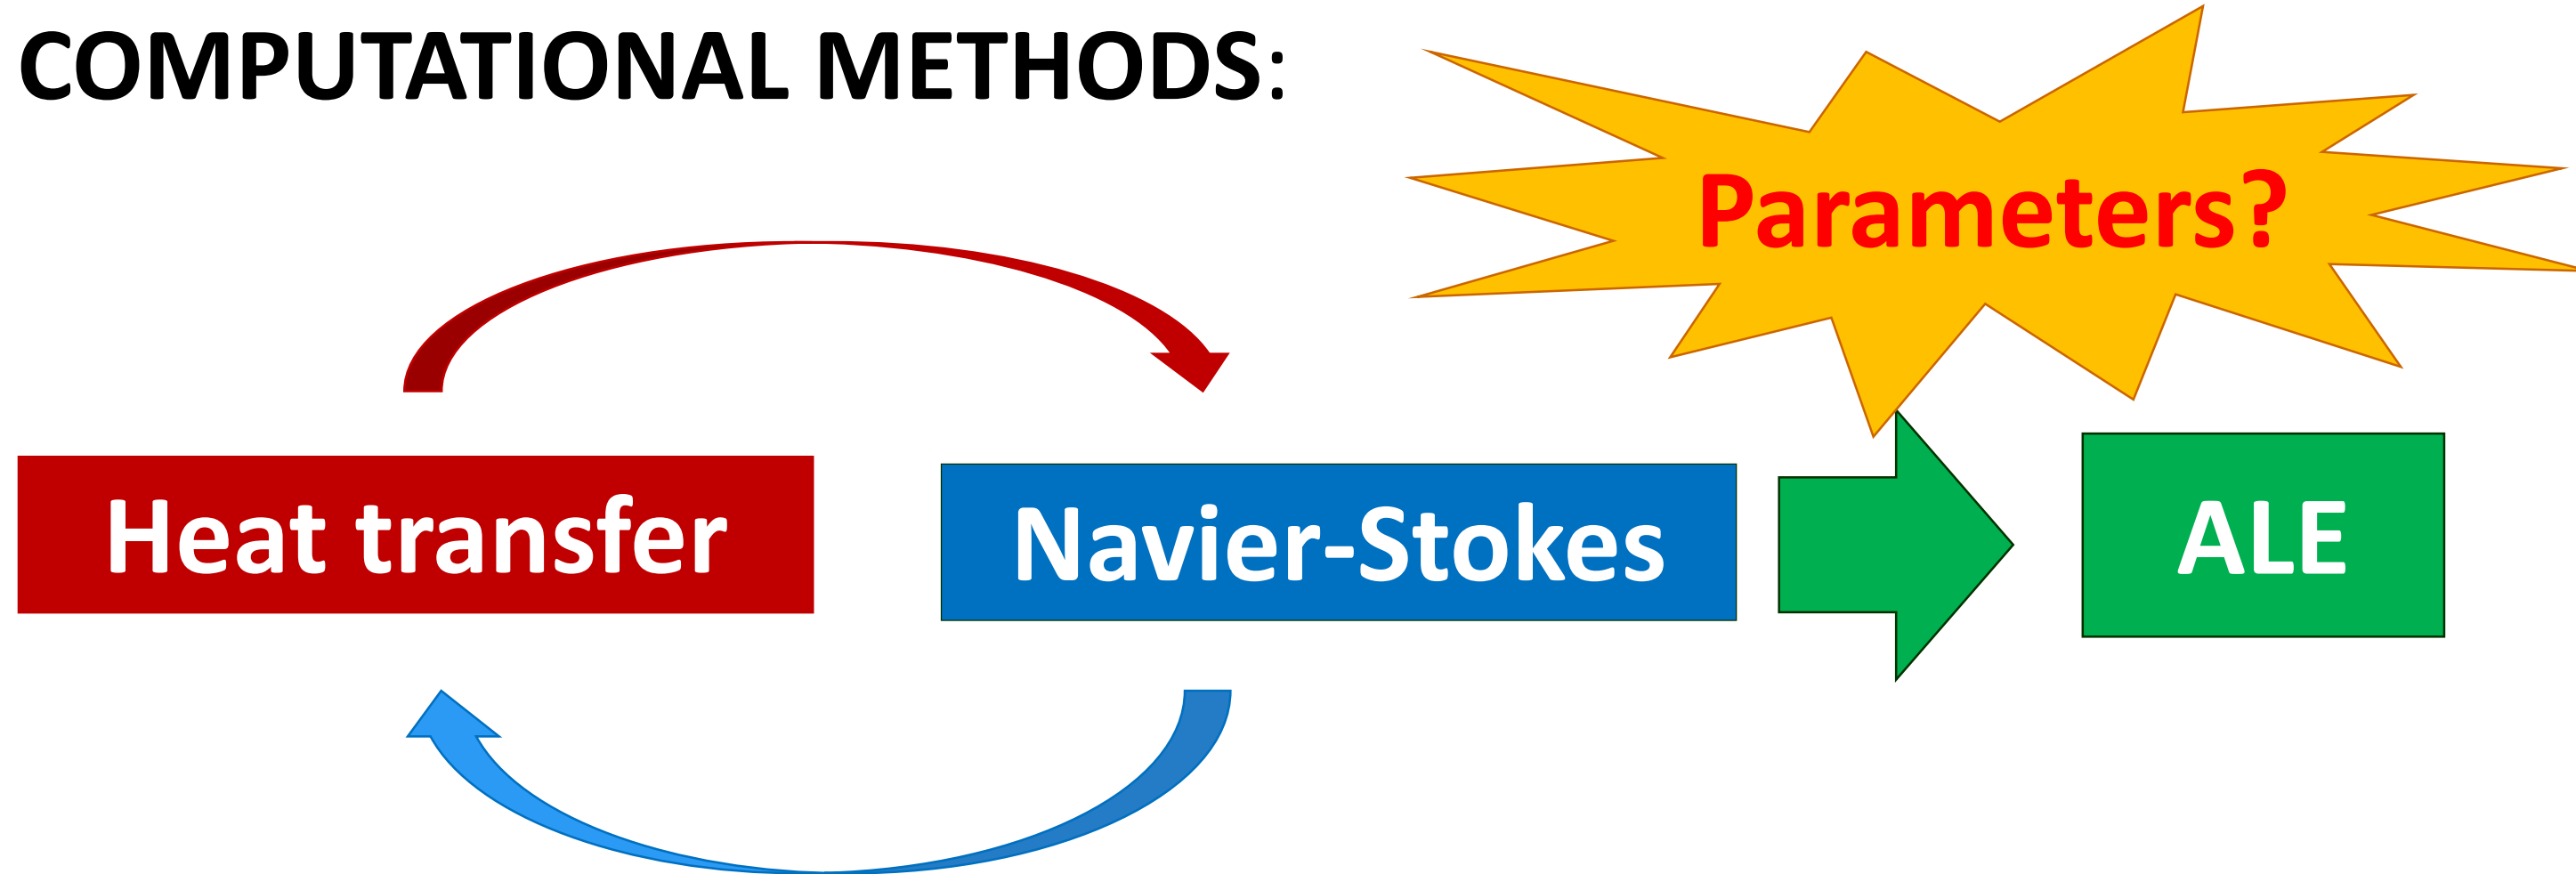 COMPUTATIONAL METHODS:
Parameters?
Heat transfer
Navier-Stokes
ALE